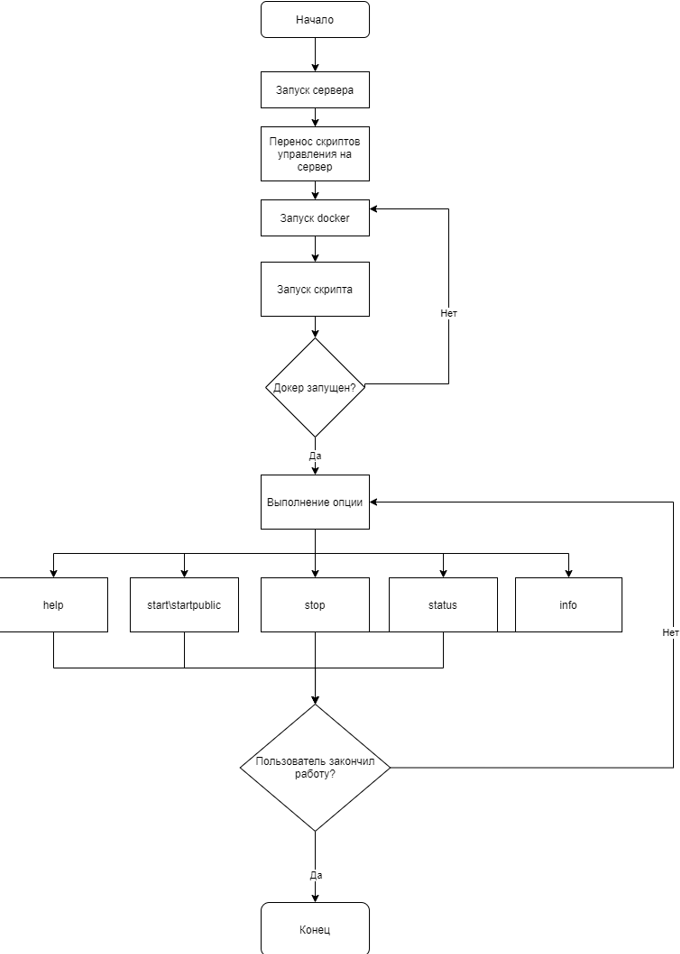 Начало
Запуск сервера
Перенос скриптов
управления на
сервер
Запуск docker
Запуск скрипта
Нет
Докер запущен?
Да
Выполнение опции
help
start\startpublic
stop
status
info
Нет
Пользователь закончил
работу?
Да
Конец